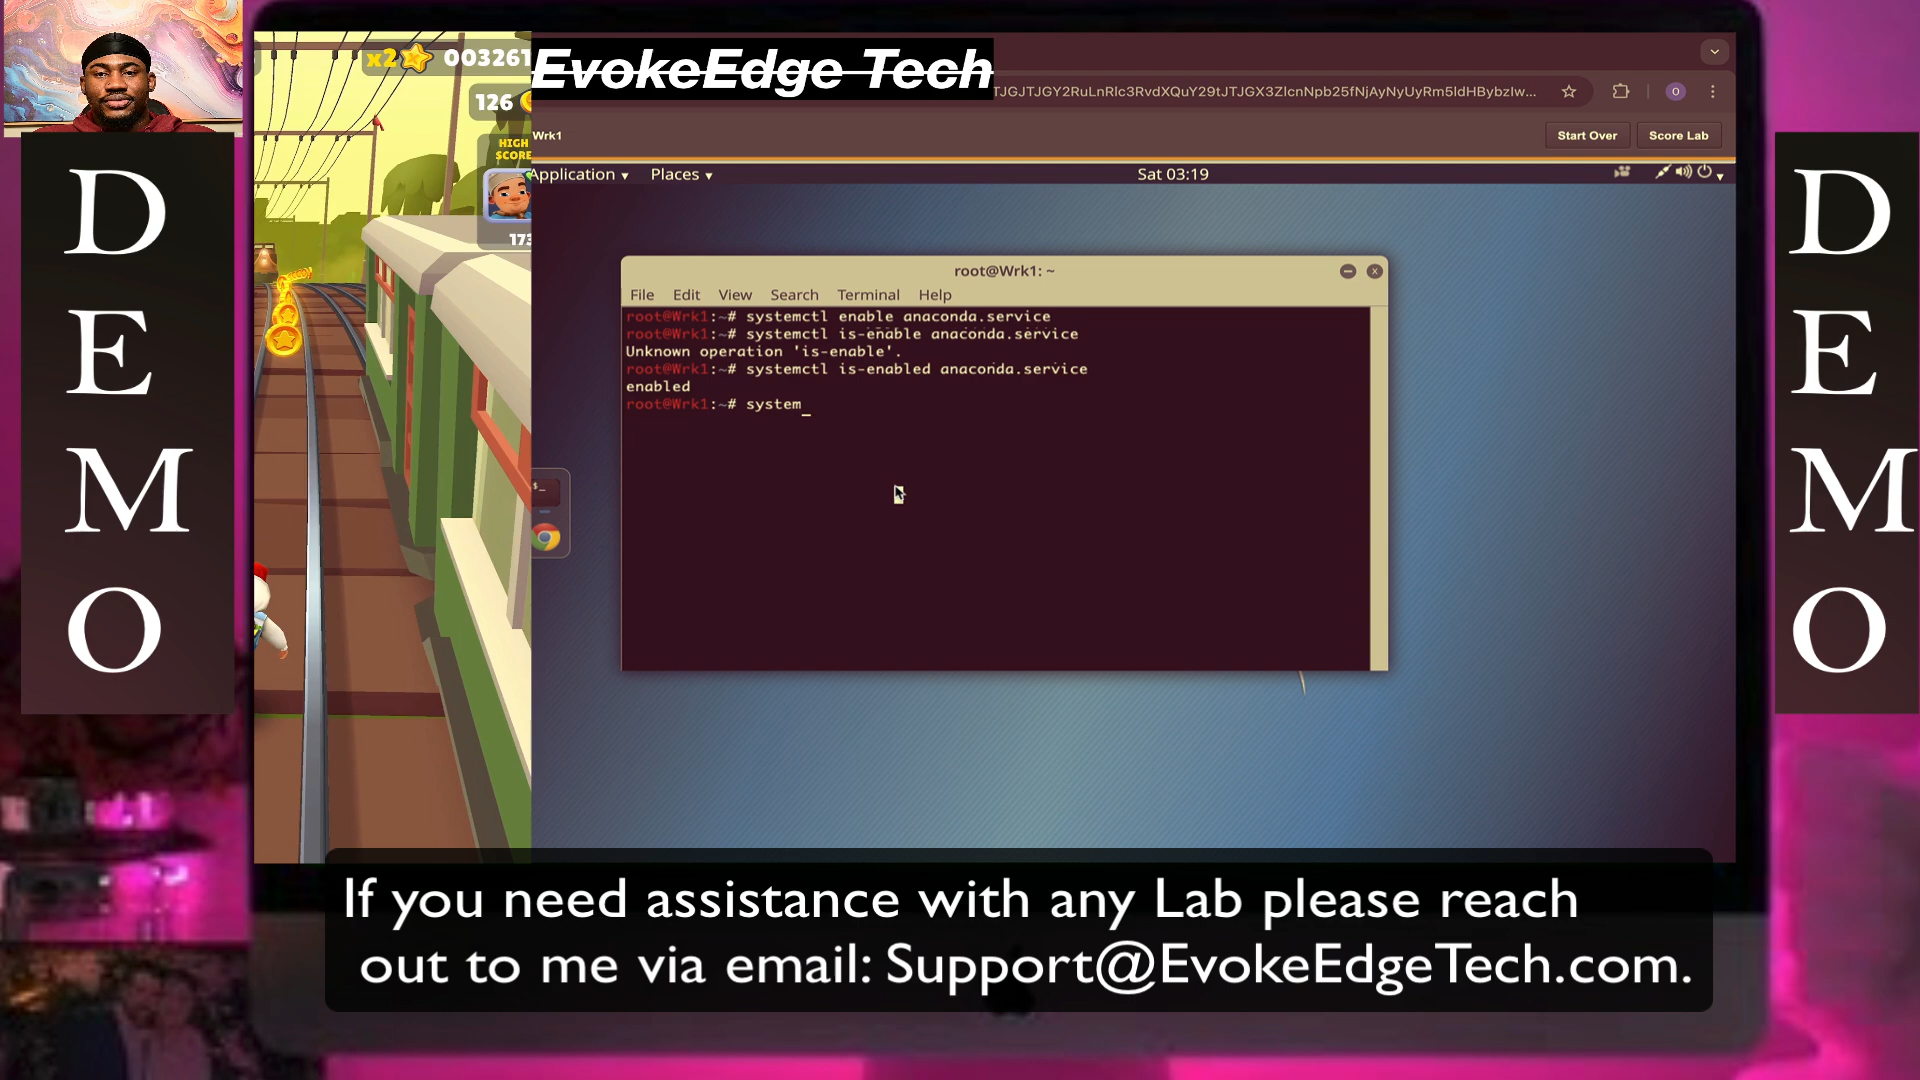 x2 003261
126
HIGH
SCORE
173
EvokeEdge Tech
TJGJTJGY2RuLnRlc3RvdXQuY29tJTJGX3ZlcnNpb25fNjAyNyUyRm5ldHBybzIw...
O
Wrk1
Start Over
Score Lab
Application
Places
Sat 03:19
root@Wrk1: ~
File Edit View Search Terminal Help
root@Wrk1:~# systemctl enable anaconda.service
root@Wrk1:~# systemctl is-enable anaconda.service
Unknown operation 'is-enable'.
root@Wrk1:~# systemctl is-enabled anaconda.service
enabled
root@Wrk1:~# system_
$_
D
E
M
O
D
E
M
O
If you need assistance with any Lab please reach
out to me via email: Support@EvokeEdgeTech.com.